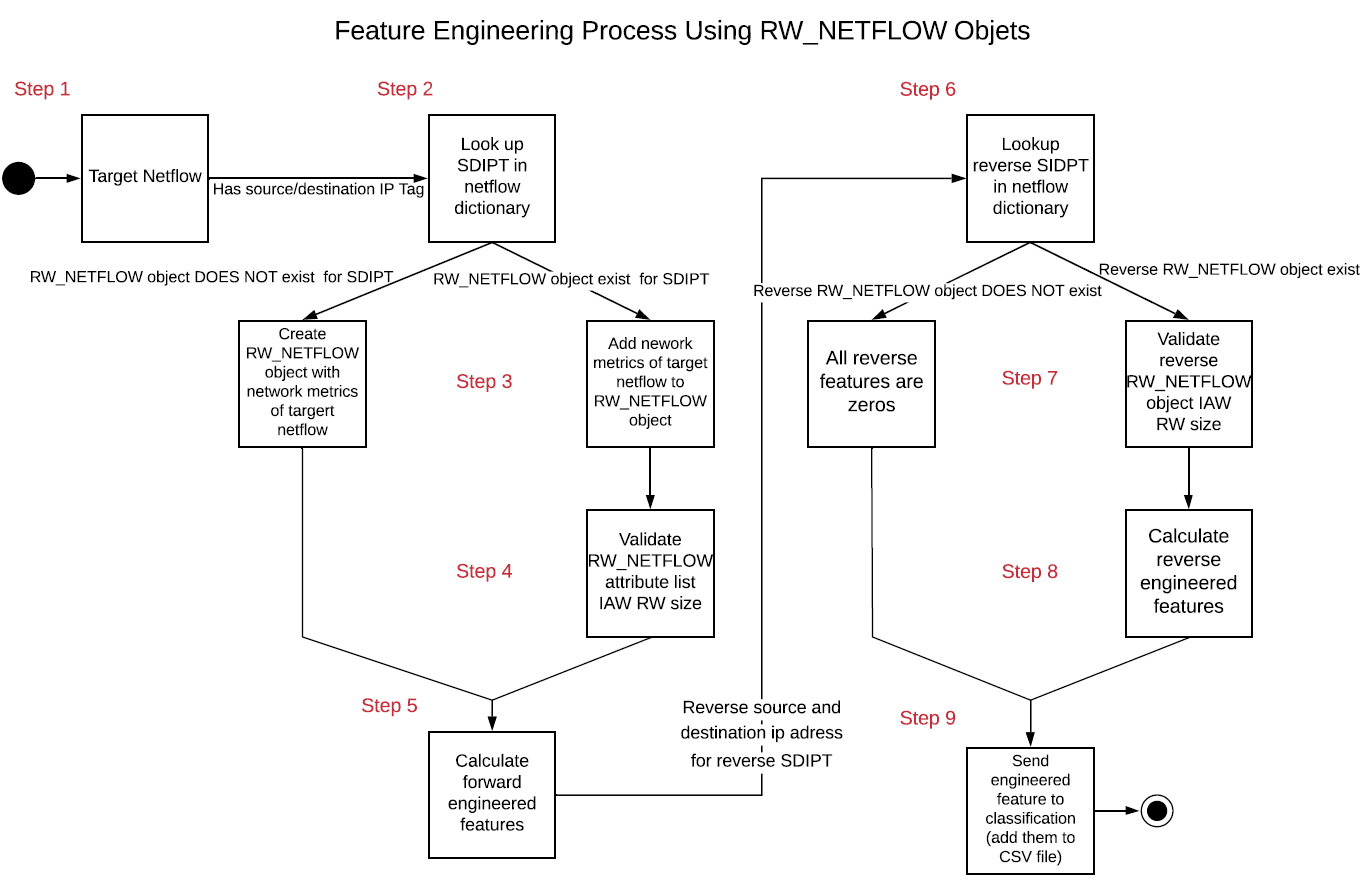 Feature Engineering Process Using RW_NETFLOW Objets
Step 1
Step 2
Step 6
Target Netflow
Has source/destination IP Tag
Look up
SDIPT in
netflow
dictionary
Lookup
reverse SIDPT
in netflow
dictionary
RW_NETFLOW object DOES NOT exist for SDIPT
RW_NETFLOW object exist for SDIPT
Reverse RW_NETFLOW object DOES NOT exist
Reverse RW_NETFLOW object exist
Create
RW_NETFLOW
object with
network metrics
of targert
netflow
Step 3
Add nework
metrics of target
netflow to
RW_NETFLOW
object
All reverse
features are
zeros
Step 7
Validate
reverse
RW_NETFLOW
object IAW
RW size
Step 4
Validate
RW_NETFLOW
attribute list
IAW RW size
Step 8
Calculate
reverse
engineered
features
Step 5
Calculate
forward
engineered
features
Reverse source and
destination ip adress
for reverse SDIPT
Step 9
Send
engineered
feature to
classification
(add them to
CSV file)